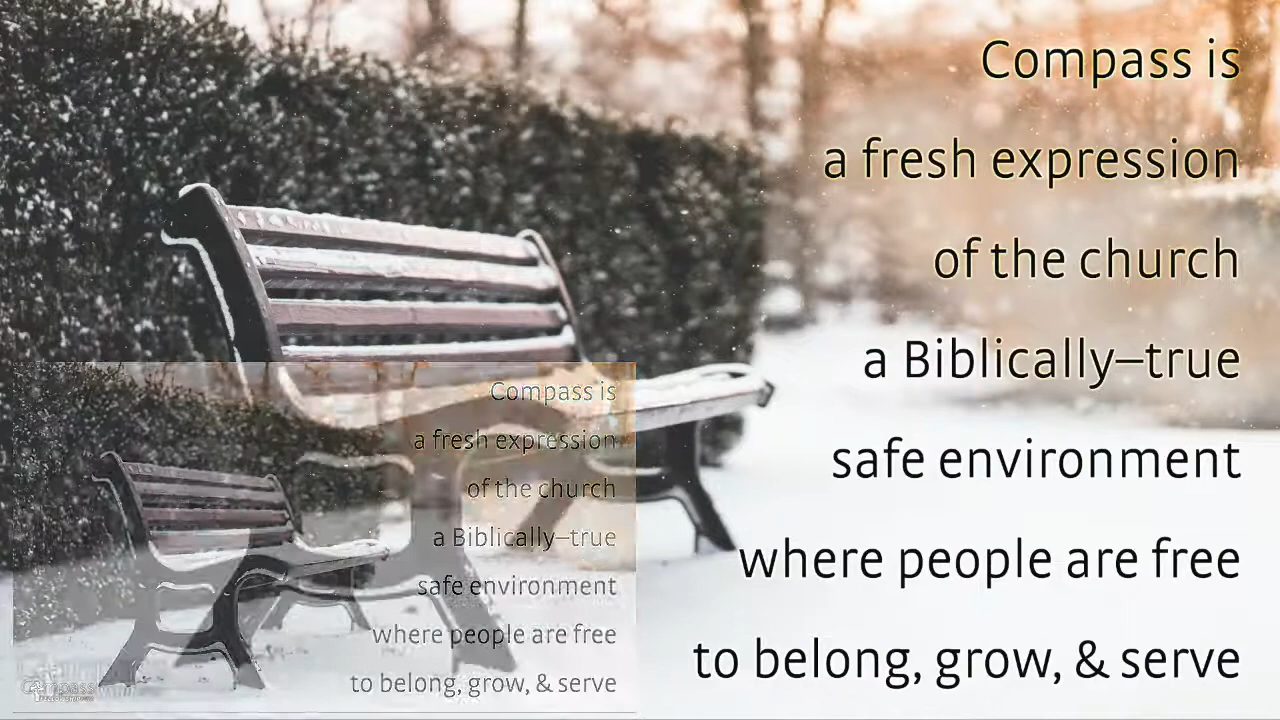 Compass is
a fresh expression
of the church
a Biblically–true
safe environment
where people are free
to belong, grow, & serve
Compass is
a fresh expression
of the church
a Biblically–true
safe environment
where people are free
to belong, grow, & serve
Compass